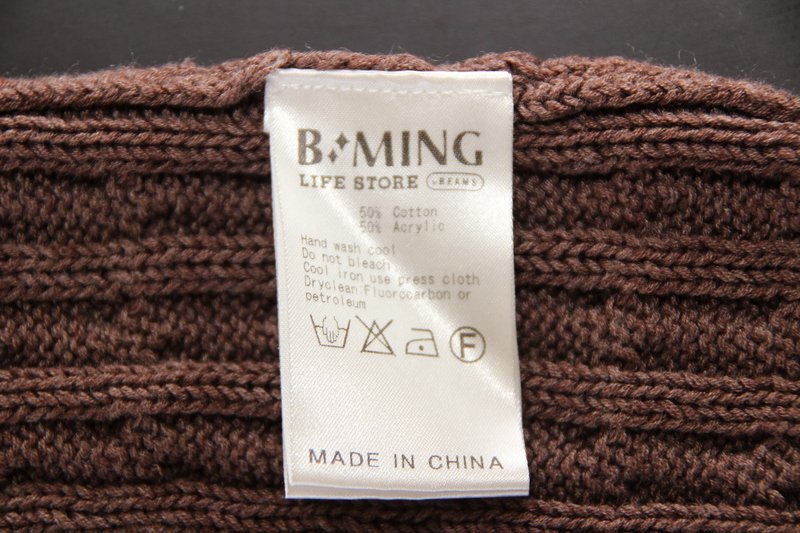 B✦MING
LIFE STORE by BEAMS
50% Cotton
50% Acrylic
Hand wash cool
Do not bleach
Cool iron use press cloth
Dryclean:Fluorocarbon or
petroleum
F
MADE IN CHINA